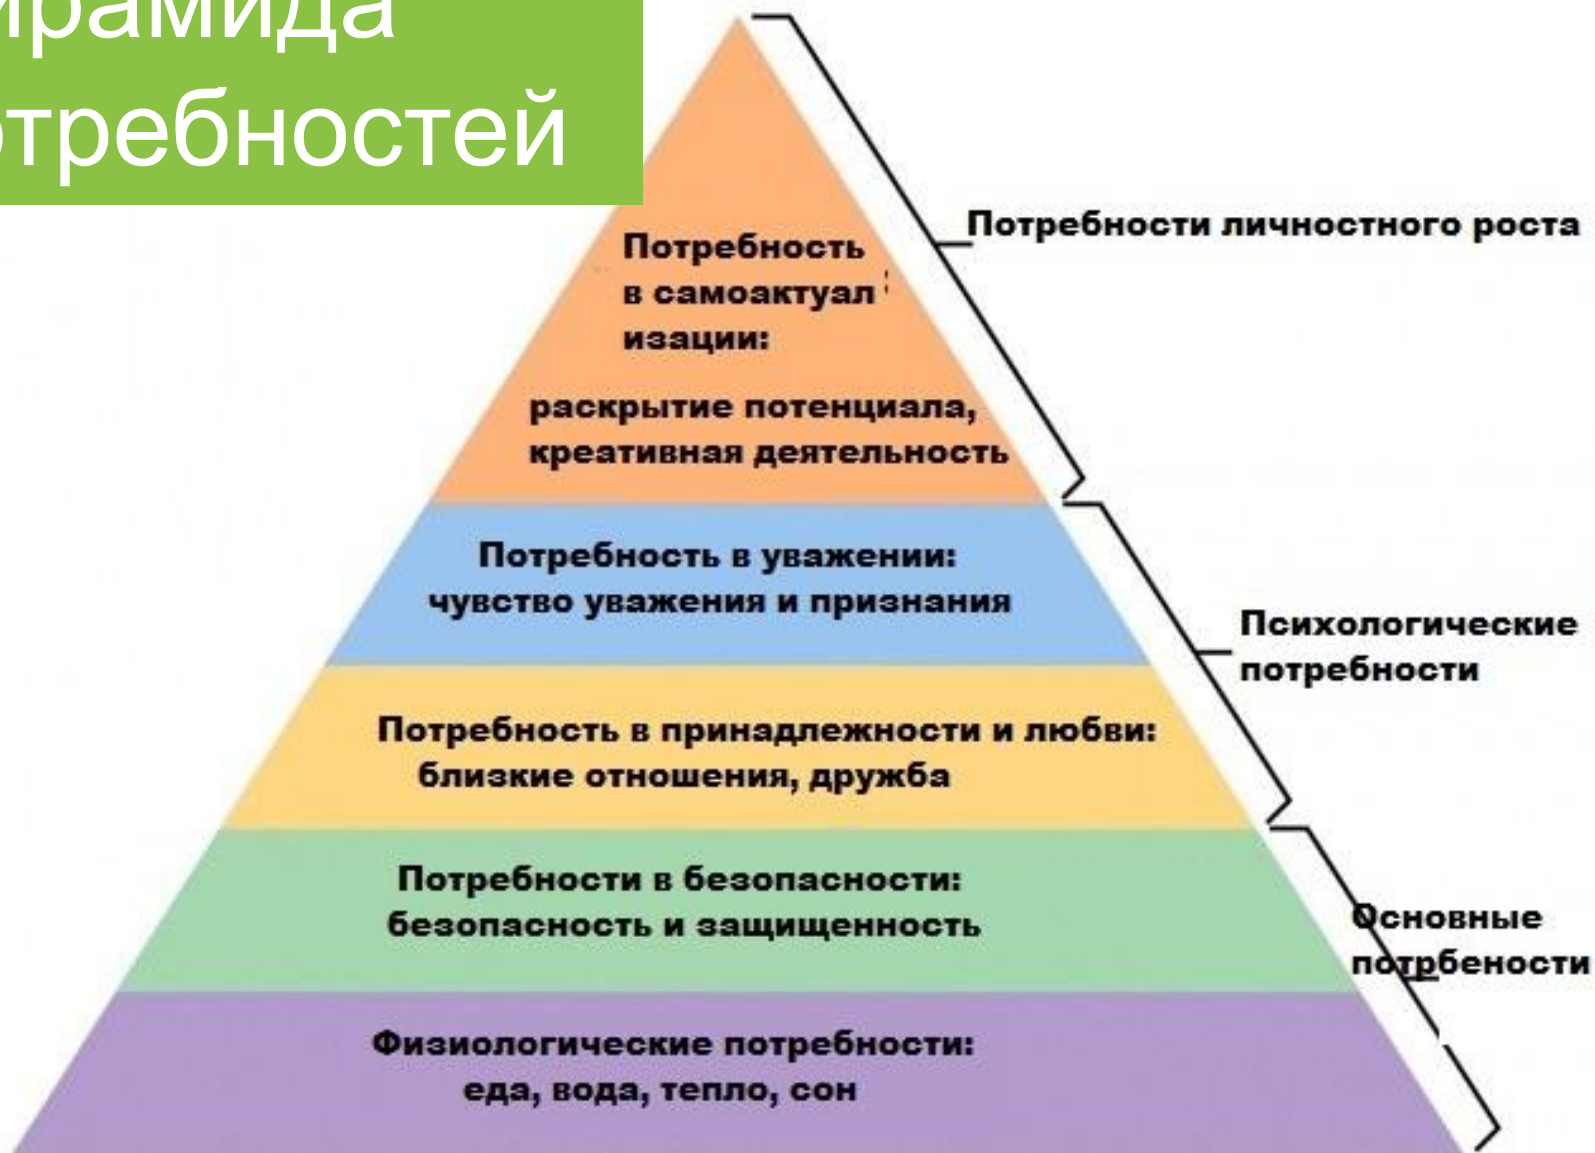 ирамида
отребностей
Потребность
в самоактуал
изации:
раскрытие потенциала,
креативная деятельность
Потребности личностного роста
Потребность в уважении:
чувство уважения и признания
Психологические
потребности
Потребность в принадлежности и любви:
близкие отношения, дружба
Потребности в безопасности:
безопасность и защищенность
Основные
потрбености
Физиологические потребности:
еда, вода, тепло, сон